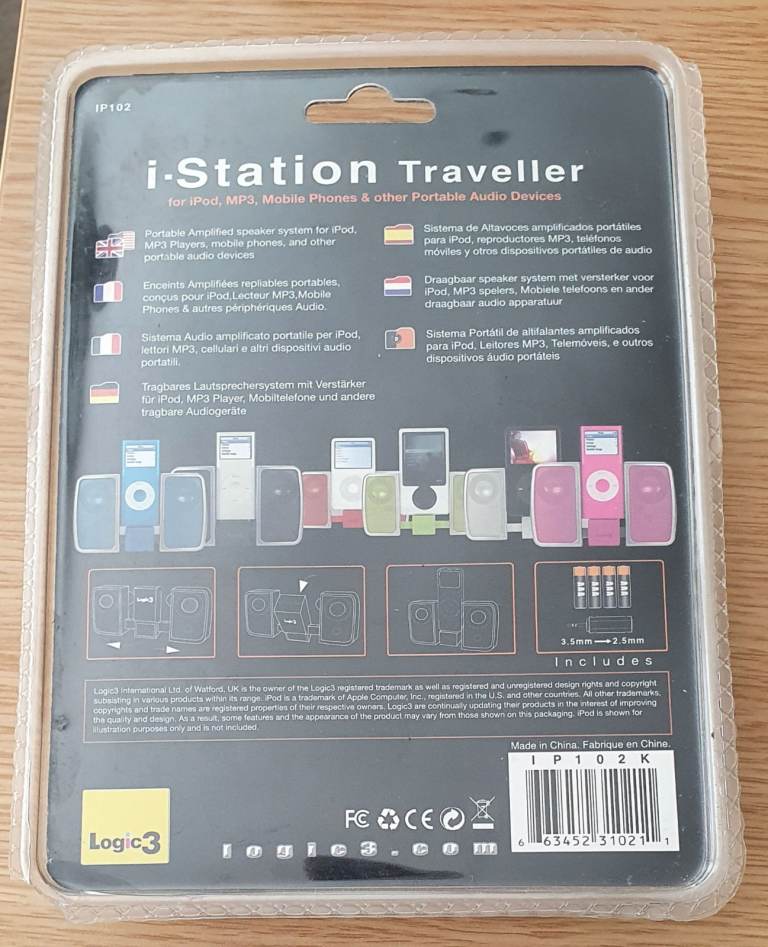 IP102
i-Station Traveller
for iPod, MP3, Mobile Phones & other Portable Audio Devices
Portable Amplified speaker system for iPod,
MP3 Players, mobile phones, and other
portable audio devices
Enceints Amplifiées repliables portables,
conçus pour iPod,Lecteur MP3,Mobile
Phones & autres périphériques Audio.
Sistema Audio amplificato portatile per iPod,
lettori MP3, cellulari e altri dispositivi audio
portatili.
Tragbares Lautsprechersystem mit Verstärker
für iPod, MP3 Player, Mobiltelefone und andere
tragbare Audiogeräte
Sistema de Altavoces amplificados portátiles
para iPod, reproductores MP3, teléfonos
móviles y otros dispositivos portátiles de audio
Draagbaar speaker system met versterker voor
iPod, MP3 spelers, Mobiele telefoons en ander
draagbaar audio apparatuur
Sistema Portátil de altifalantes amplificados
para iPod, Leitores MP3, Telemóveis, e outros
dispositivos áudio portáteis
Logic3
Logic3
AAA AAA AAA AAA
3.5mm → 2.5mm
Includes
Logic3 International Ltd. of Watford, UK is the owner of the Logic3 registered trademark as well as registered and unregistered design rights and copyright
subsisting in various products within its range. iPod is a trademark of Apple Computer, Inc., registered in the U.S. and other countries. All other trademarks,
copyrights and trade names are registered properties of their respective owners. Logic3 are continually updating their products in the interest of improving
the quality and design. As a result, some features and the appearance of the product may vary from those shown on this packaging. iPod is shown for
illustration purposes only and is not included.
Made in China. Fabrique en Chine.
IP102K
6 63452 31021 1
Logic3
FC CE
logic3.com